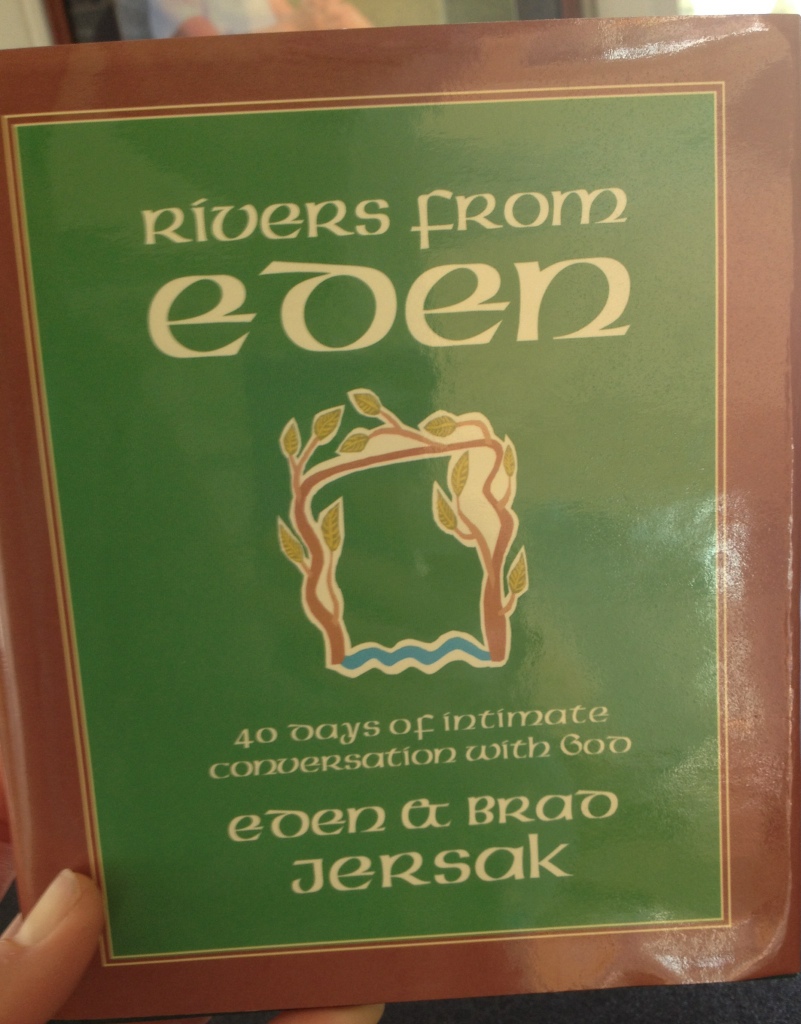 Rivers from
Eden
40 days of intimate
conversation with God
Eden & Brad
Jersak